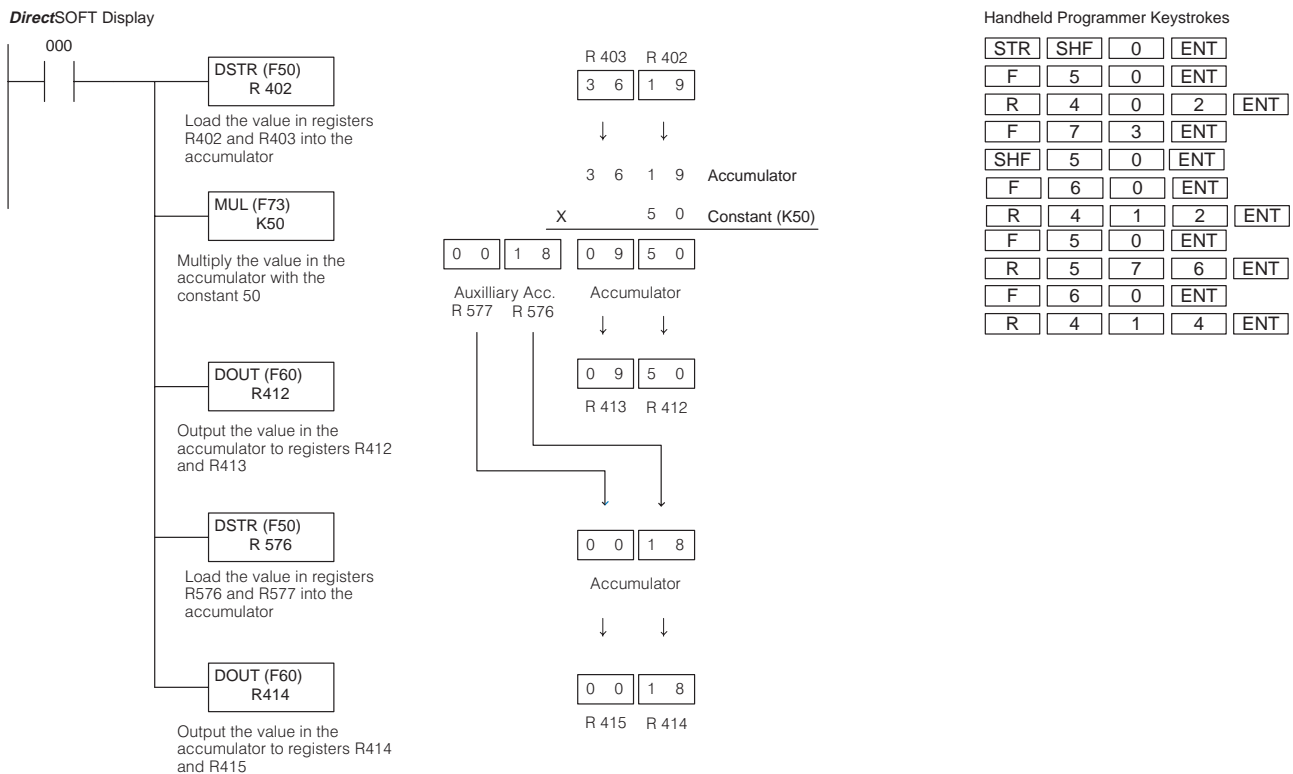 DirectSOFT Display
000
DSTR (F50)
R 402
Load the value in registers
R402 and R403 into the
accumulator
MUL (F73)
K50
Multiply the value in the
accumulator with the
constant 50
DOUT (F60)
R412
Output the value in the
accumulator to registers R412
and R413
DSTR (F50)
R 576
Load the value in registers
R576 and R577 into the
accumulator
DOUT (F60)
R414
Output the value in the
accumulator to registers R414
and R415
R 403 R 402
3 6 1 9
3 6 1 9 Accumulator
X 5 0 Constant (K50)
0 0 1 8 0 9 5 0
Auxilliary Acc. Accumulator
R 577 R 576
0 9 5 0
R 413 R 412
0 0 1 8
Accumulator
0 0 1 8
R 415 R 414
Handheld Programmer Keystrokes
STR SHF 0 ENT
F 5 0 ENT
R 4 0 2 ENT
F 7 3 ENT
SHF 5 0 ENT
F 6 0 ENT
R 4 1 2 ENT
F 5 0 ENT
R 5 7 6 ENT
F 6 0 ENT
R 4 1 4 ENT